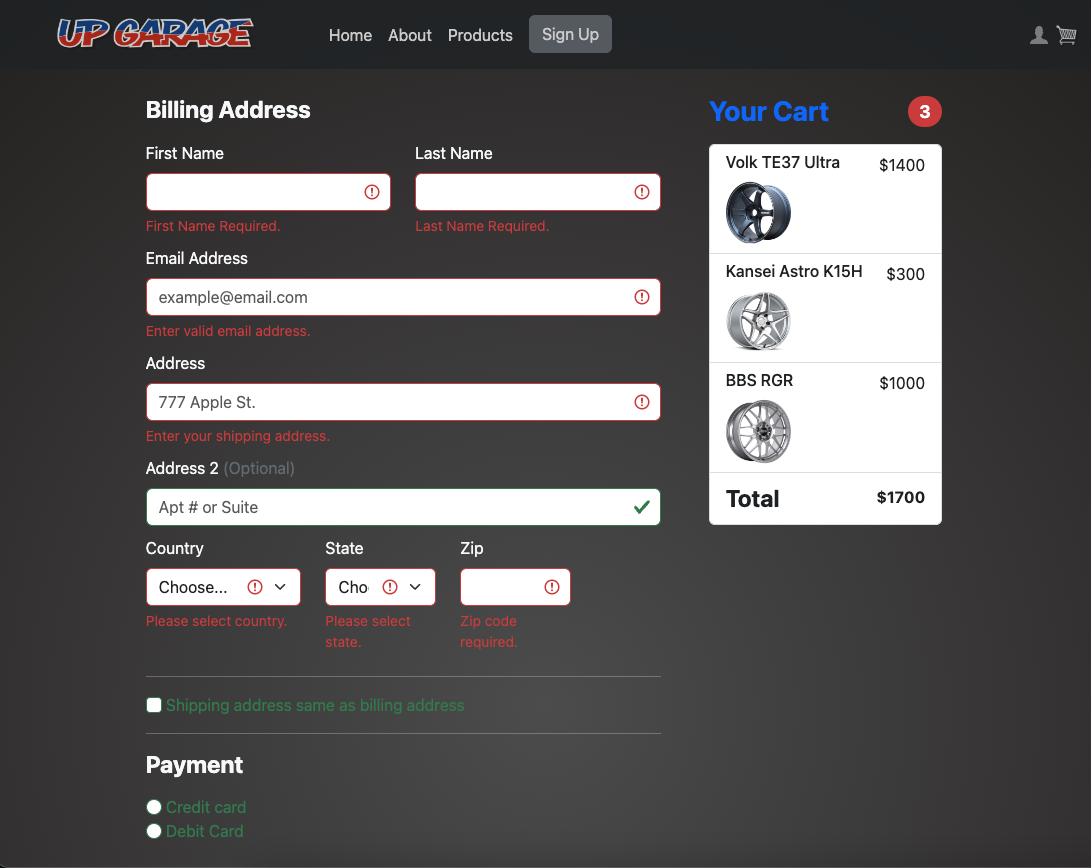 UP GARAGE
Home About Products Sign Up
Billing Address
First Name Last Name
First Name Required. Last Name Required.
Email Address
example@email.com
Enter valid email address.
Address
777 Apple St.
Enter your shipping address.
Address 2 (Optional)
Apt # or Suite
Country State Zip
Choose... Cho
Please select country. Please select state. Zip code required.
Shipping address same as billing address
Payment
Credit card
Debit Card
Your Cart 3
Volk TE37 Ultra $1400
Kansei Astro K15H $300
BBS RGR $1000
Total $1700